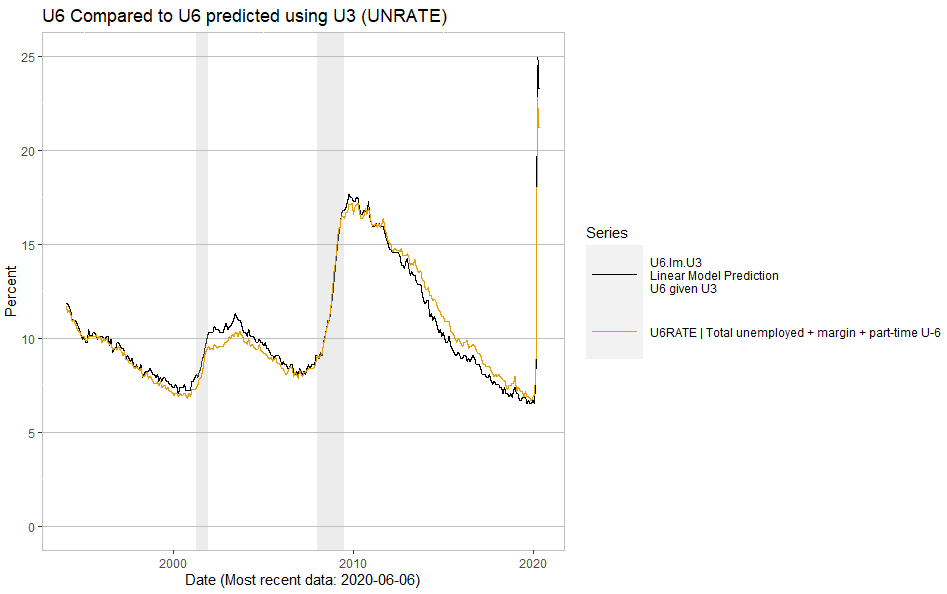 U6 Compared to U6 predicted using U3 (UNRATE)
25
20
15
10
5
0
Percent
2000
2010
2020
Date (Most recent data: 2020-06-06)
Series
U6.lm.U3
Linear Model Prediction
U6 given U3
U6RATE | Total unemployed + margin + part-time U-6